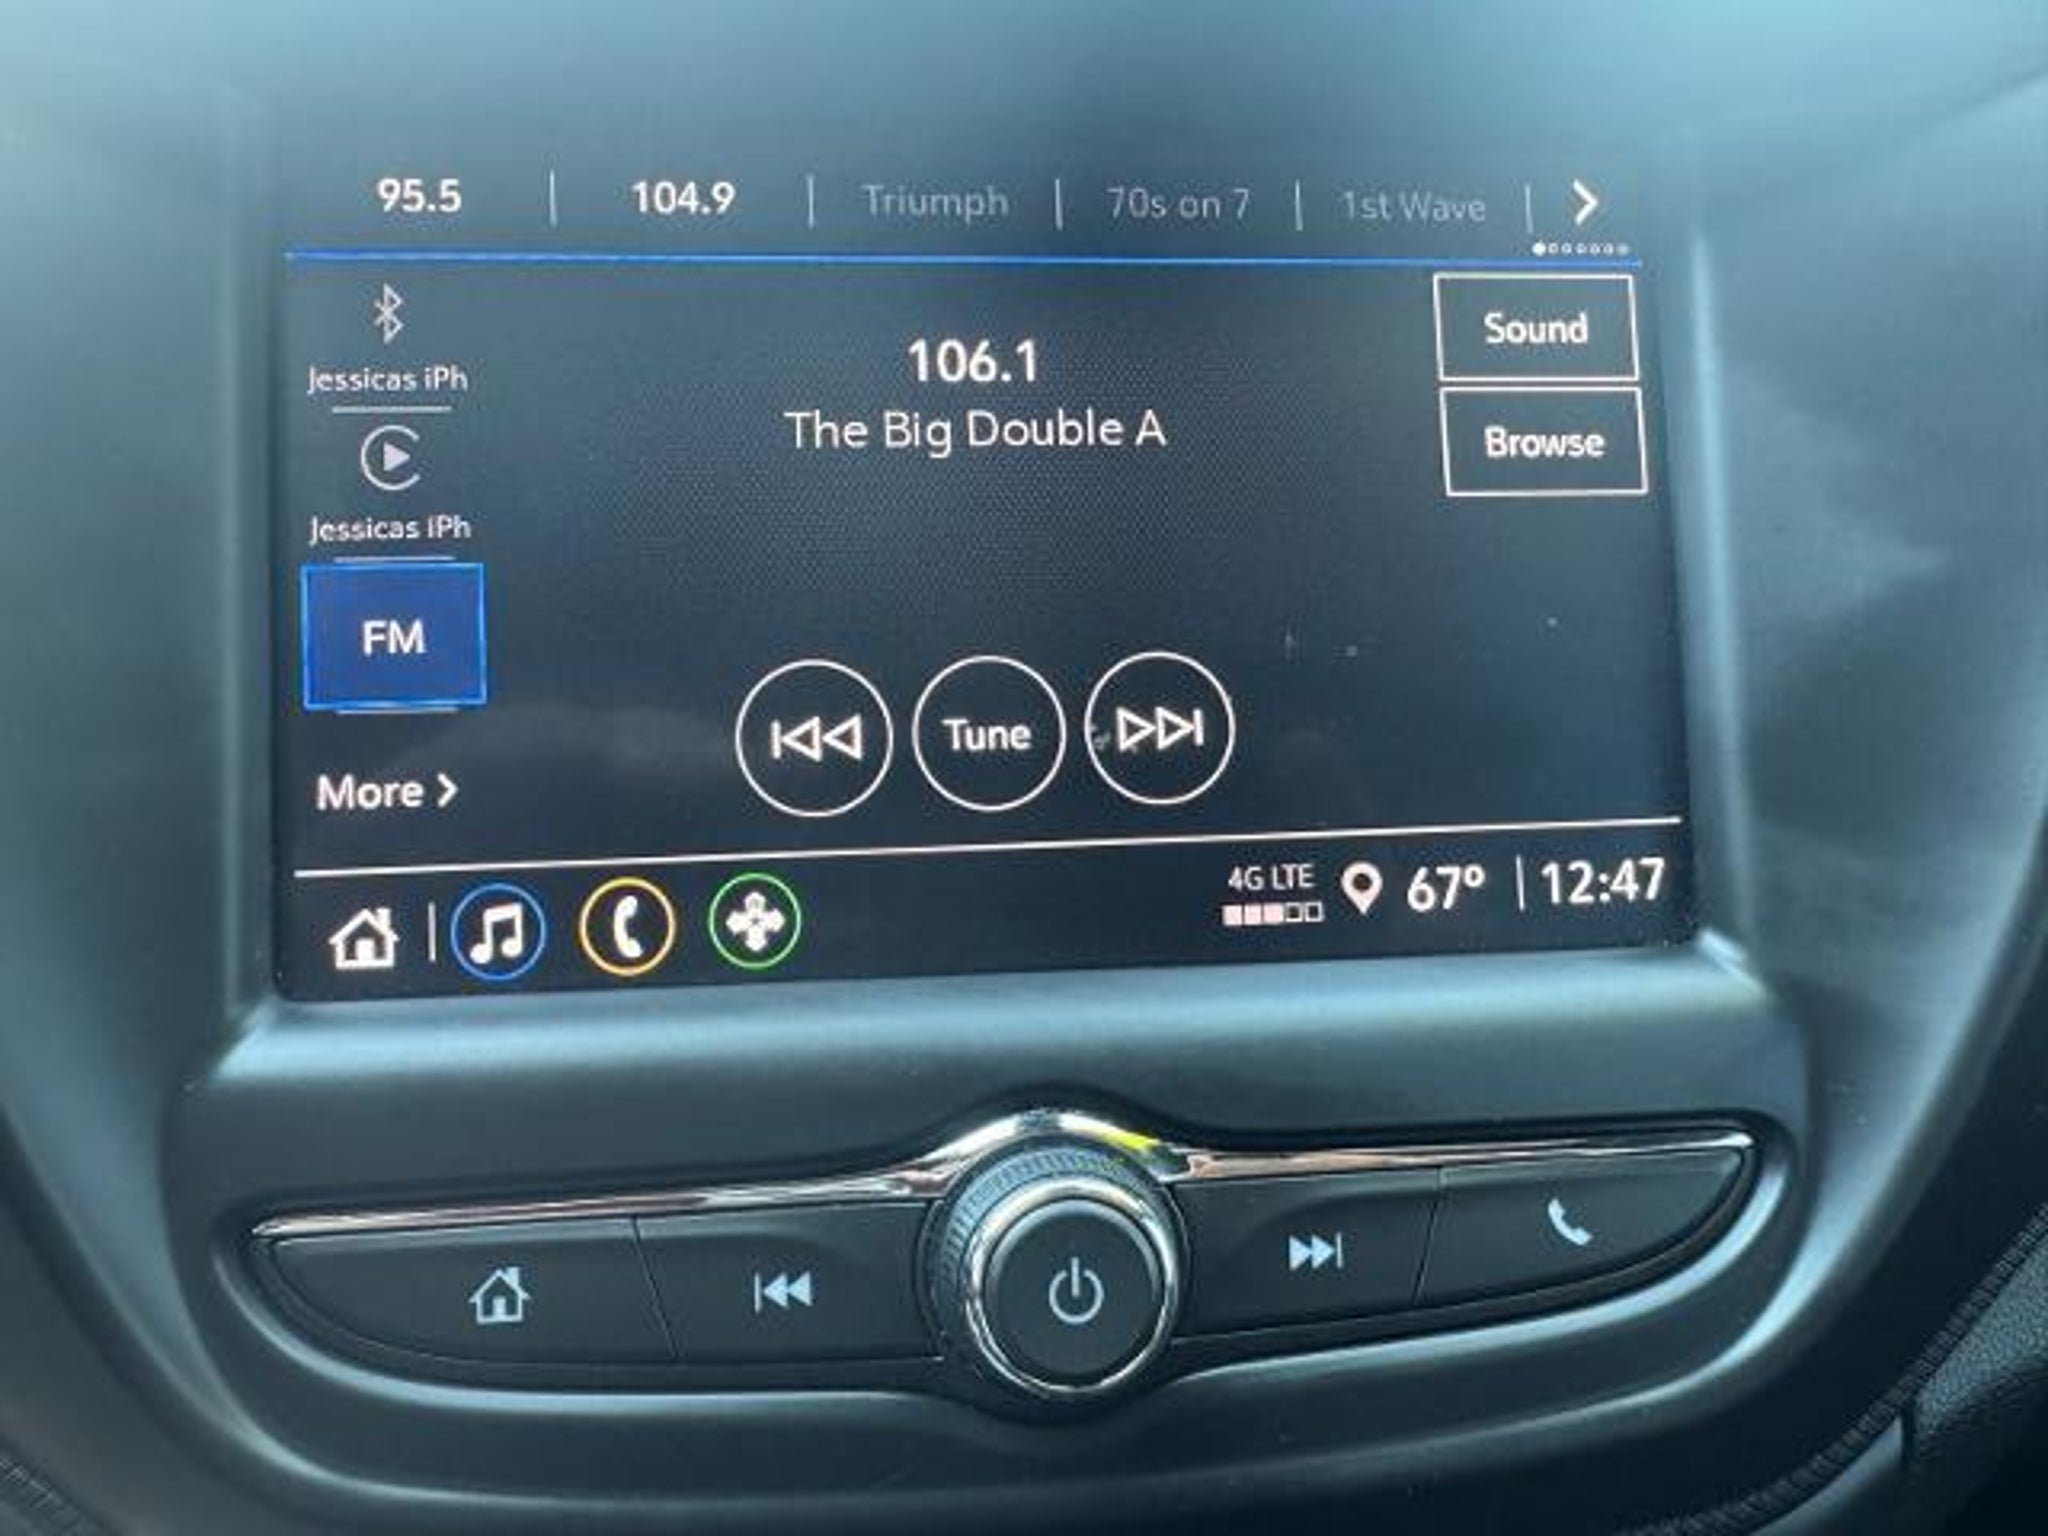 95.5 | 104.9 | Triumph | 70s on 7 | 1st Wave
Jessicas iPh
106.1
The Big Double A
Sound
Browse
Jessicas iPh
FM
Tune
More >
4G LTE 67° | 12:47